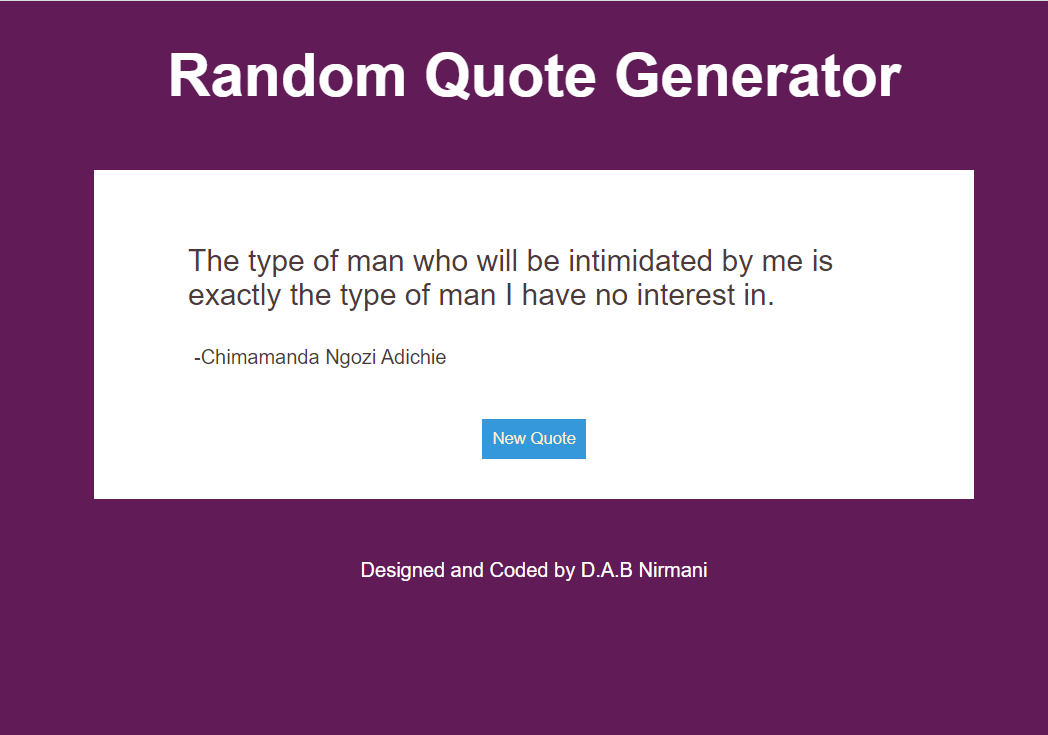 Random Quote Generator
The type of man who will be intimidated by me is
exactly the type of man I have no interest in.
-Chimamanda Ngozi Adichie
New Quote
Designed and Coded by D.A.B Nirmani